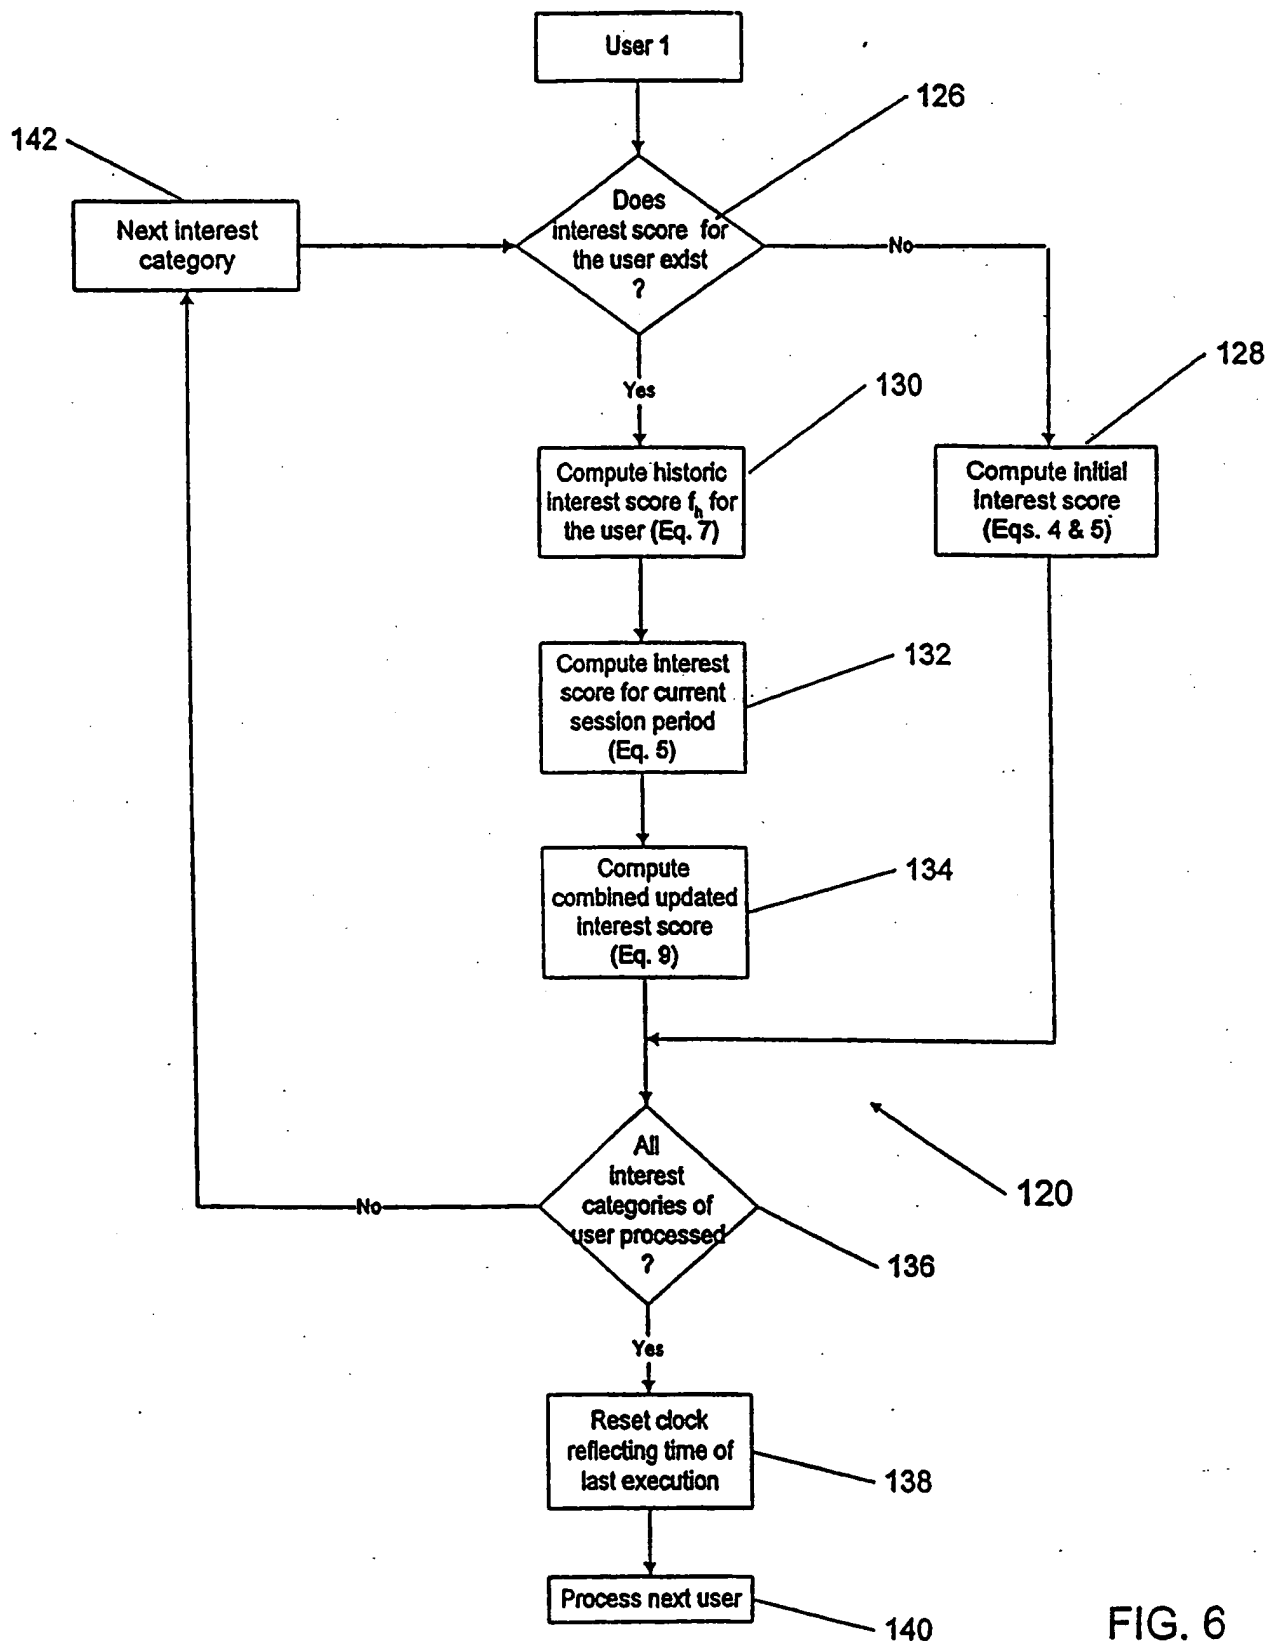 User 1
126
142
Does
interest score for
the user exist
?
Next interest
category
No
128
Yes
130
Compute historic
interest score fh for
the user (Eq. 7)
Compute initial
interest score
(Eqs. 4 & 5)
132
Compute interest
score for current
session period
(Eq. 5)
134
Compute
combined updated
interest score
(Eq. 9)
All
interest
categories of
user processed
?
No
120
136
Yes
Reset clock
reflecting time of
last execution
138
Process next user
140
FIG. 6